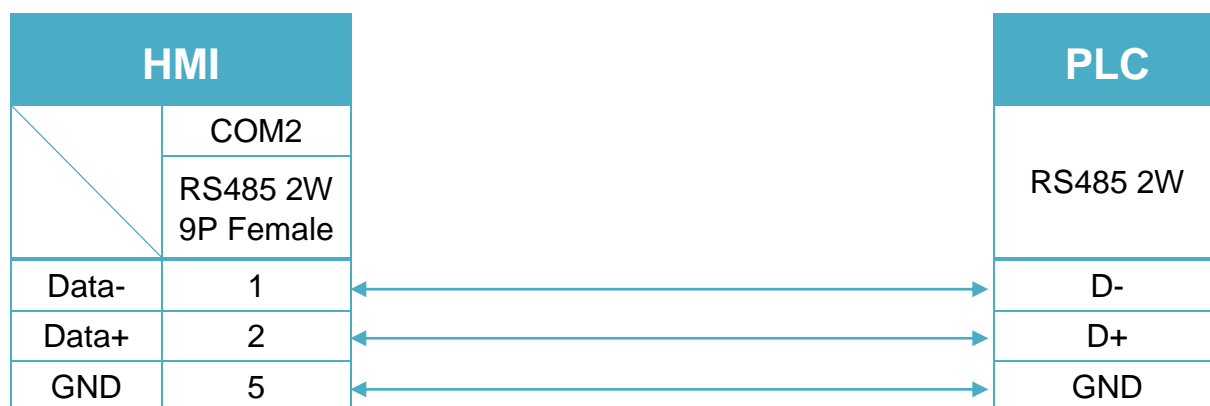 HMI PLC
COM2
RS485 2W
9P Female
RS485 2W
Data- 1 D-
Data+ 2 D+
GND 5 GND